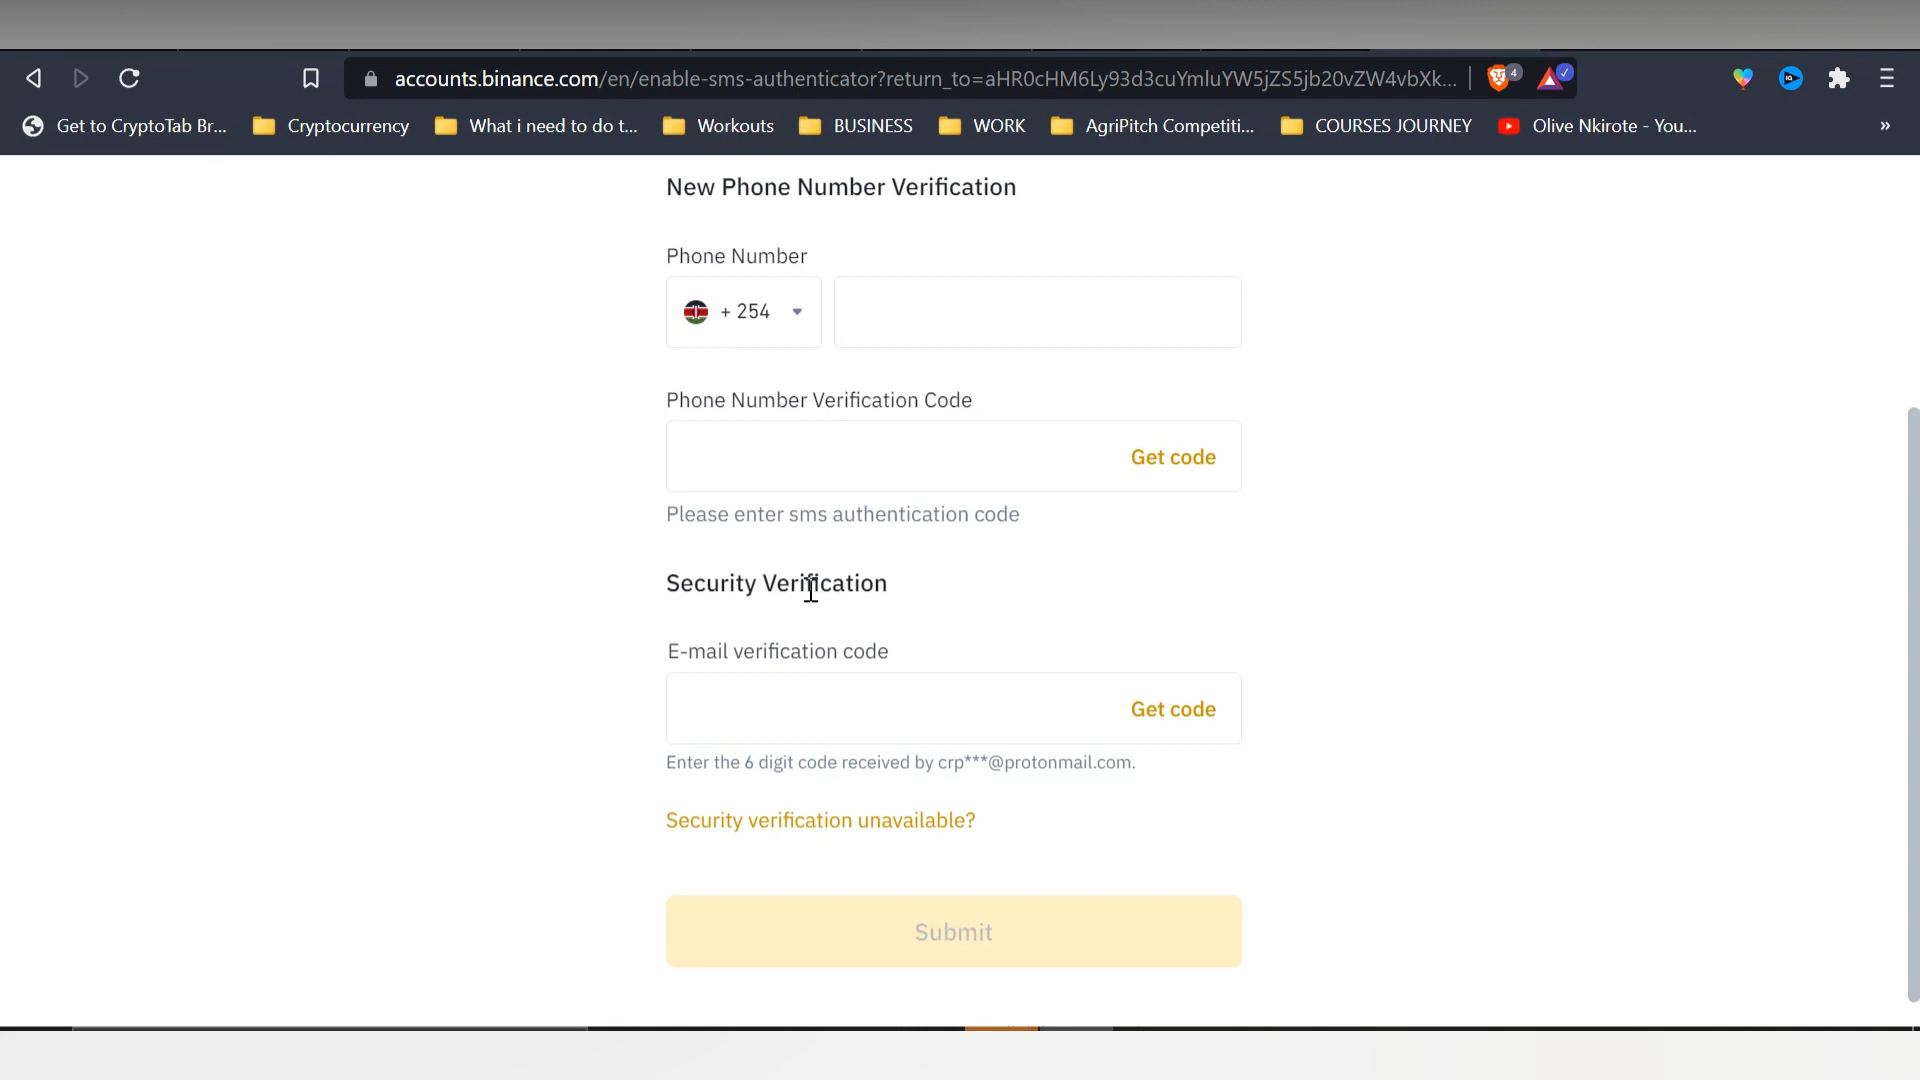 accounts.binance.com/en/enable-sms-authenticator?return_to=aHR0cHM6Ly93d3cuYmluYW5jZS5jb20vZW4vbXk... 4
Get to CryptoTab Br... Cryptocurrency What i need to do t... Workouts BUSINESS WORK AgriPitch Competiti... COURSES JOURNEY Olive Nkirote - You... »
New Phone Number Verification
Phone Number
+ 254
Phone Number Verification Code
Get code
Please enter sms authentication code
Security Verification
E-mail verification code
Get code
Enter the 6 digit code received by crp***@protonmail.com.
Security verification unavailable?
Submit